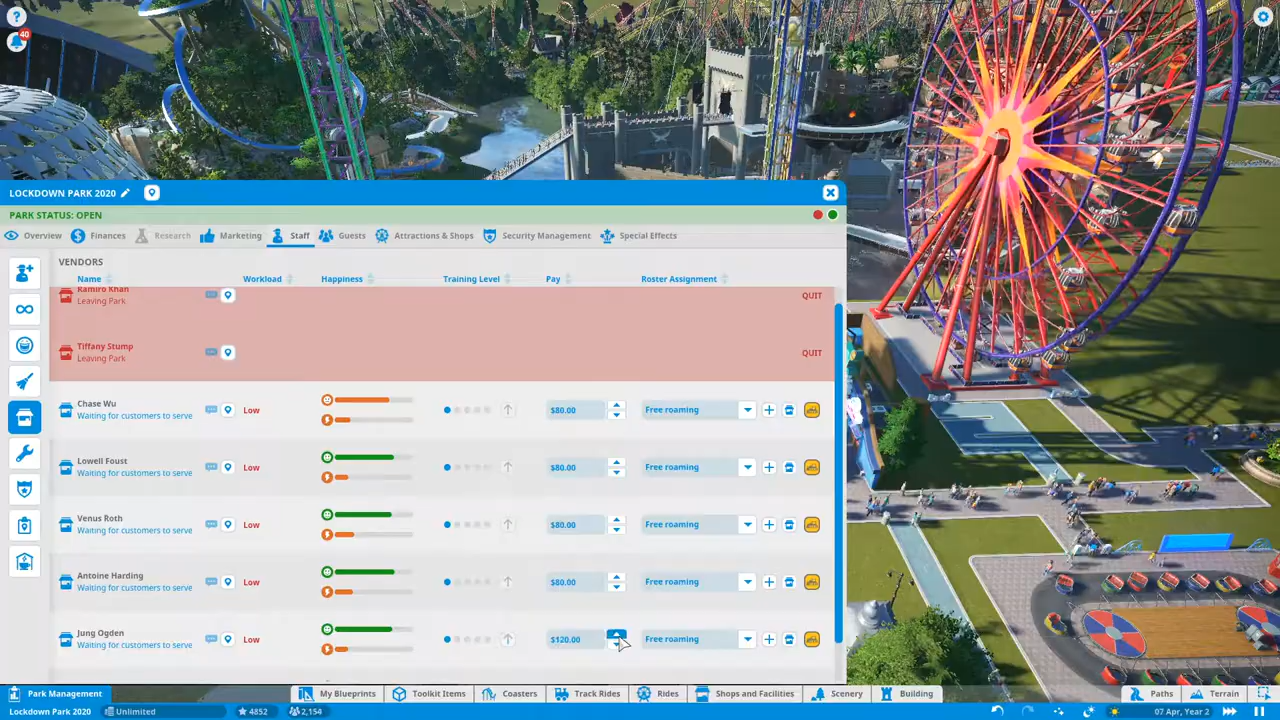 ?
40
LOCKDOWN PARK 2020
PARK STATUS: OPEN
Overview Finances Research Marketing Staff Guests Attractions & Shops Security Management Special Effects
VENDORS
Name Workload Happiness Training Level Pay Roster Assignment
Ramiro Khan
Leaving Park
QUIT
Tiffany Stump
Leaving Park
QUIT
Chase Wu
Waiting for customers to serve
Low $80.00 Free roaming
Lowell Foust
Waiting for customers to serve
Low $80.00 Free roaming
Venus Roth
Waiting for customers to serve
Low $80.00 Free roaming
Antoine Harding
Waiting for customers to serve
Low $80.00 Free roaming
Jung Ogden
Waiting for customers to serve
Low $120.00 Free roaming
Park Management My Blueprints Toolkit Items Coasters Track Rides Rides Shops and Facilities Scenery Building Paths Terrain
Lockdown Park 2020 Unlimited 4852 2,154 07 Apr, Year 2